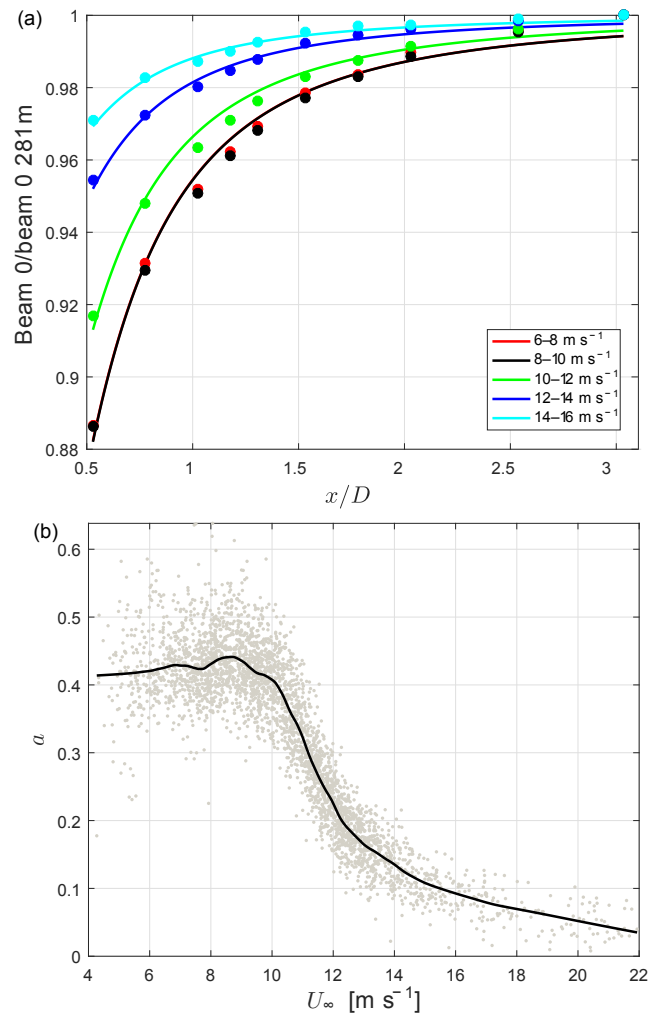 (a)
1
0.98
0.96
0.94
0.92
0.9
0.88
Beam 0/beam 0 281m
0.5 1 1.5 2 2.5 3
x/D
6–8 m s⁻¹
8–10 m s⁻¹
10–12 m s⁻¹
12–14 m s⁻¹
14–16 m s⁻¹
(b)
0.6
0.5
0.4
0.3
0.2
0.1
0
a
4 6 8 10 12 14 16 18 20 22
U∞ [m s⁻¹]